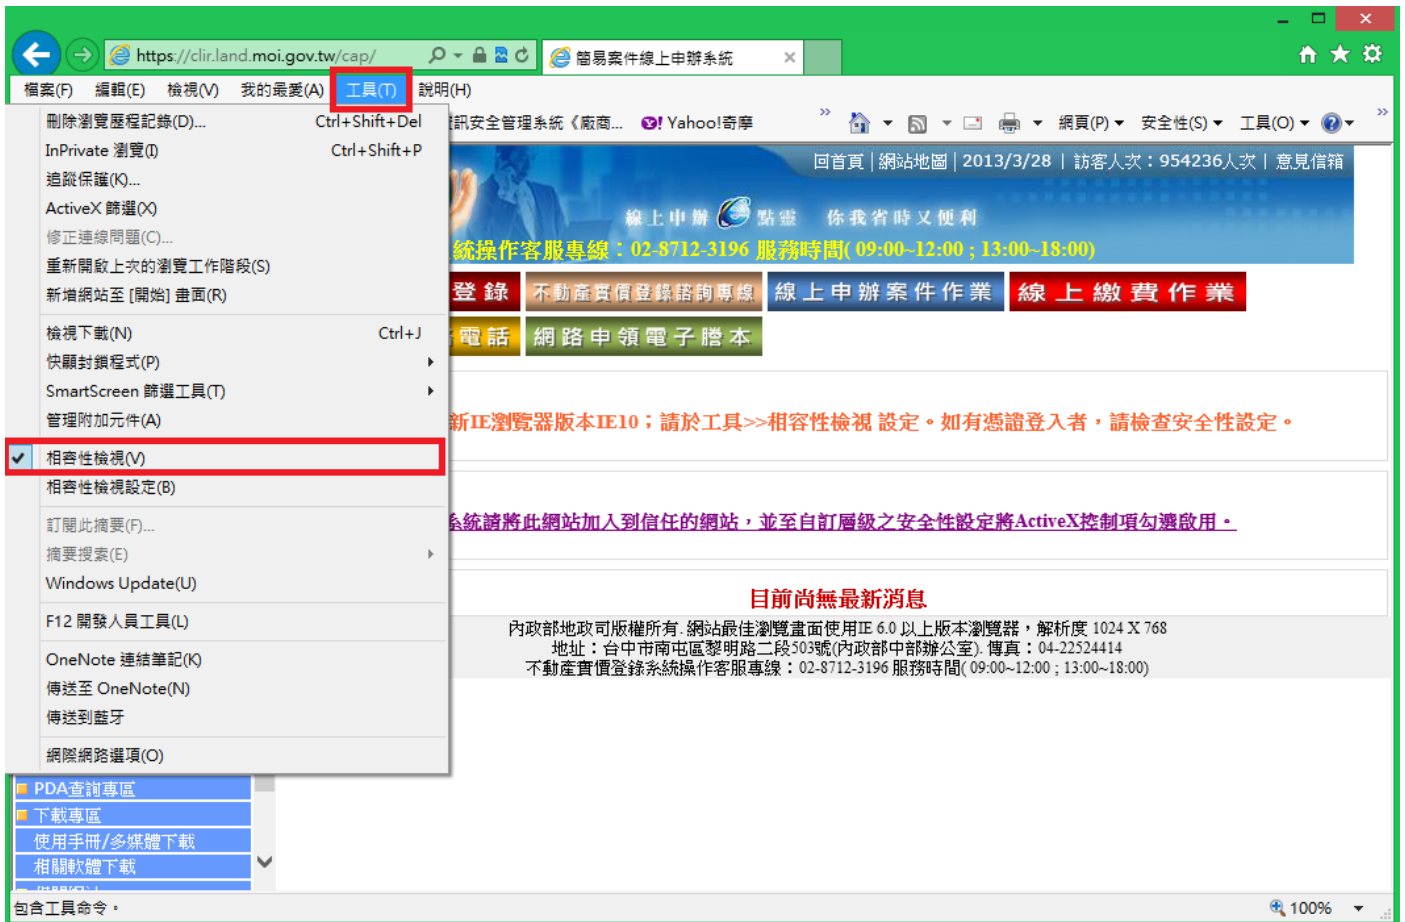 https://clir.land.moi.gov.tw/cap/
簡易案件線上申辦系統
檔案(F) 編輯(E) 檢視(V) 我的最愛(A) 工具(T) 說明(H)
訊安全管理系統《廠商... Yahoo!奇摩
網頁(P) 安全性(S) 工具(O)
刪除瀏覽歷程記錄(D)... Ctrl+Shift+Del
InPrivate 瀏覽(I) Ctrl+Shift+P
追蹤保護(K)...
ActiveX 篩選(X)
修正連線問題(C)...
重新開啟上次的瀏覽工作階段(S)
新增網站至 [開始] 畫面(R)
檢視下載(N) Ctrl+J
快顯封鎖程式(P)
SmartScreen 篩選工具(T)
管理附加元件(A)
相容性檢視(V)
相容性檢視設定(B)
訂閱此摘要(F)...
摘要搜索(E)
Windows Update(U)
F12 開發人員工具(L)
OneNote 連結筆記(K)
傳送至 OneNote(N)
傳送到藍牙
網際網路選項(O)
回首頁 | 網站地圖 | 2013/3/28 | 訪客人次：954236人次 | 意見信箱
線上申辦 e 點靈 你我省時又便利
統操作客服專線：02-8712-3196 服務時間( 09:00~12:00 ; 13:00~18:00)
登錄 不動產實價登錄諮詢專線 線上申辦案件作業 線上繳費作業
電話 網路申領電子謄本
新IE瀏覽器版本IE10；請於工具>>相容性檢視 設定。如有憑證登入者，請檢查安全性設定。
系統請將此網站加入到信任的網站，並至自訂層級之安全性設定將ActiveX控制項勾選啟用。
目前尚無最新消息
內政部地政司版權所有. 網站最佳瀏覽畫面使用IE 6.0 以上版本瀏覽器，解析度 1024 X 768
地址：台中市南屯區黎明路二段503號(內政部中部辦公室). 傳真：04-22524414
不動產實價登錄系統操作客服專線：02-8712-3196 服務時間( 09:00~12:00 ; 13:00~18:00)
PDA查詢專區
下載專區
使用手冊/多媒體下載
相關軟體下載
包含工具命令。
100%